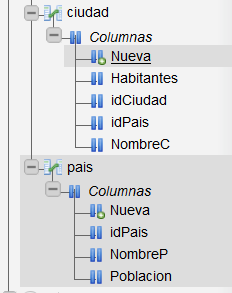 ciudad
Columnas
Nueva
Habitantes
idCiudad
idPais
NombreC
pais
Columnas
Nueva
idPais
NombreP
Poblacion